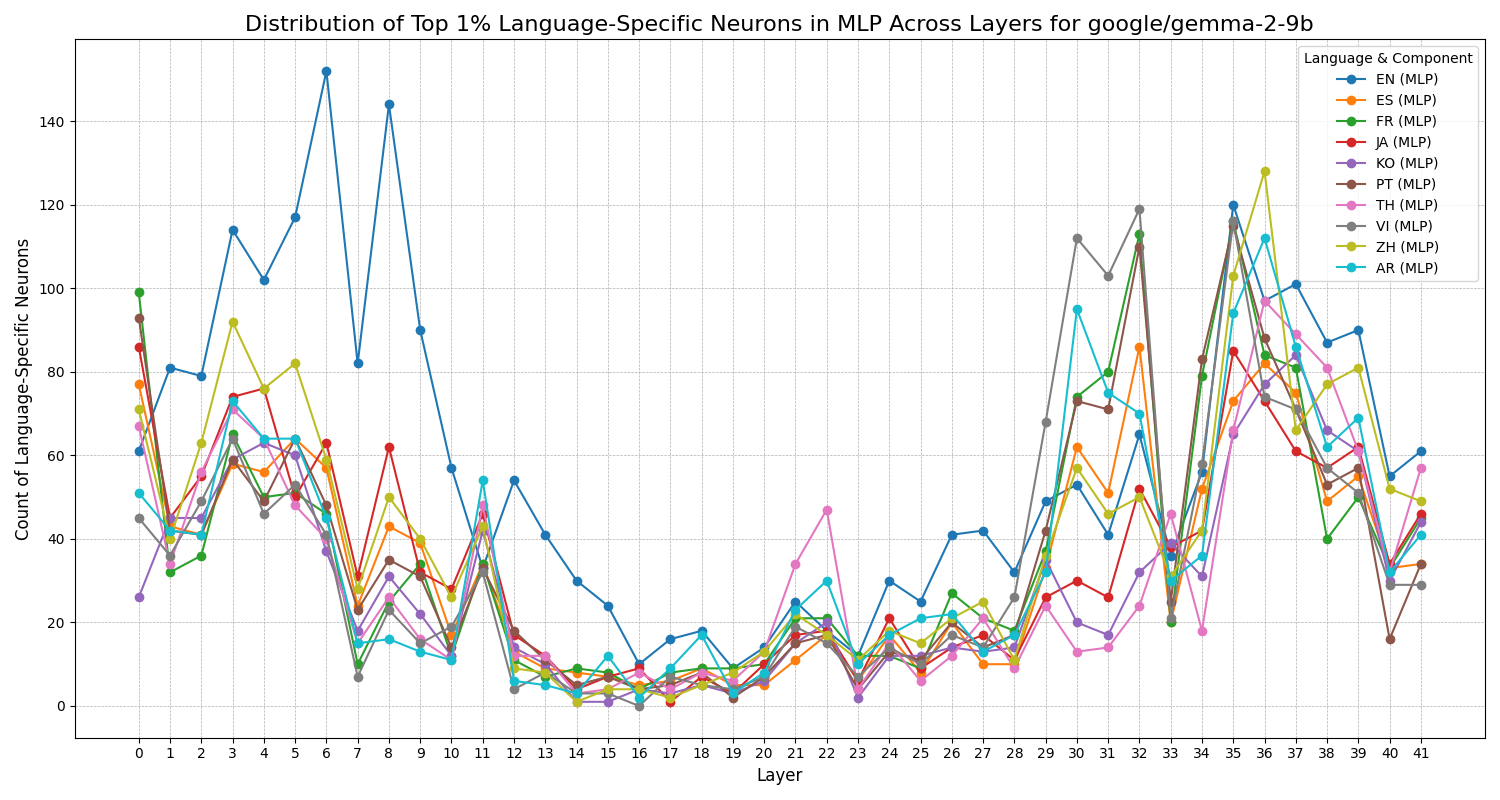 Distribution of Top 1% Language-Specific Neurons in MLP Across Layers for google/gemma-2-9b
Language & Component
EN (MLP)
ES (MLP)
FR (MLP)
JA (MLP)
KO (MLP)
PT (MLP)
TH (MLP)
VI (MLP)
ZH (MLP)
AR (MLP)
Count of Language-Specific Neurons
140
120
100
80
60
40
20
0
0 1 2 3 4 5 6 7 8 9 10 11 12 13 14 15 16 17 18 19 20 21 22 23 24 25 26 27 28 29 30 31 32 33 34 35 36 37 38 39 40 41
Layer